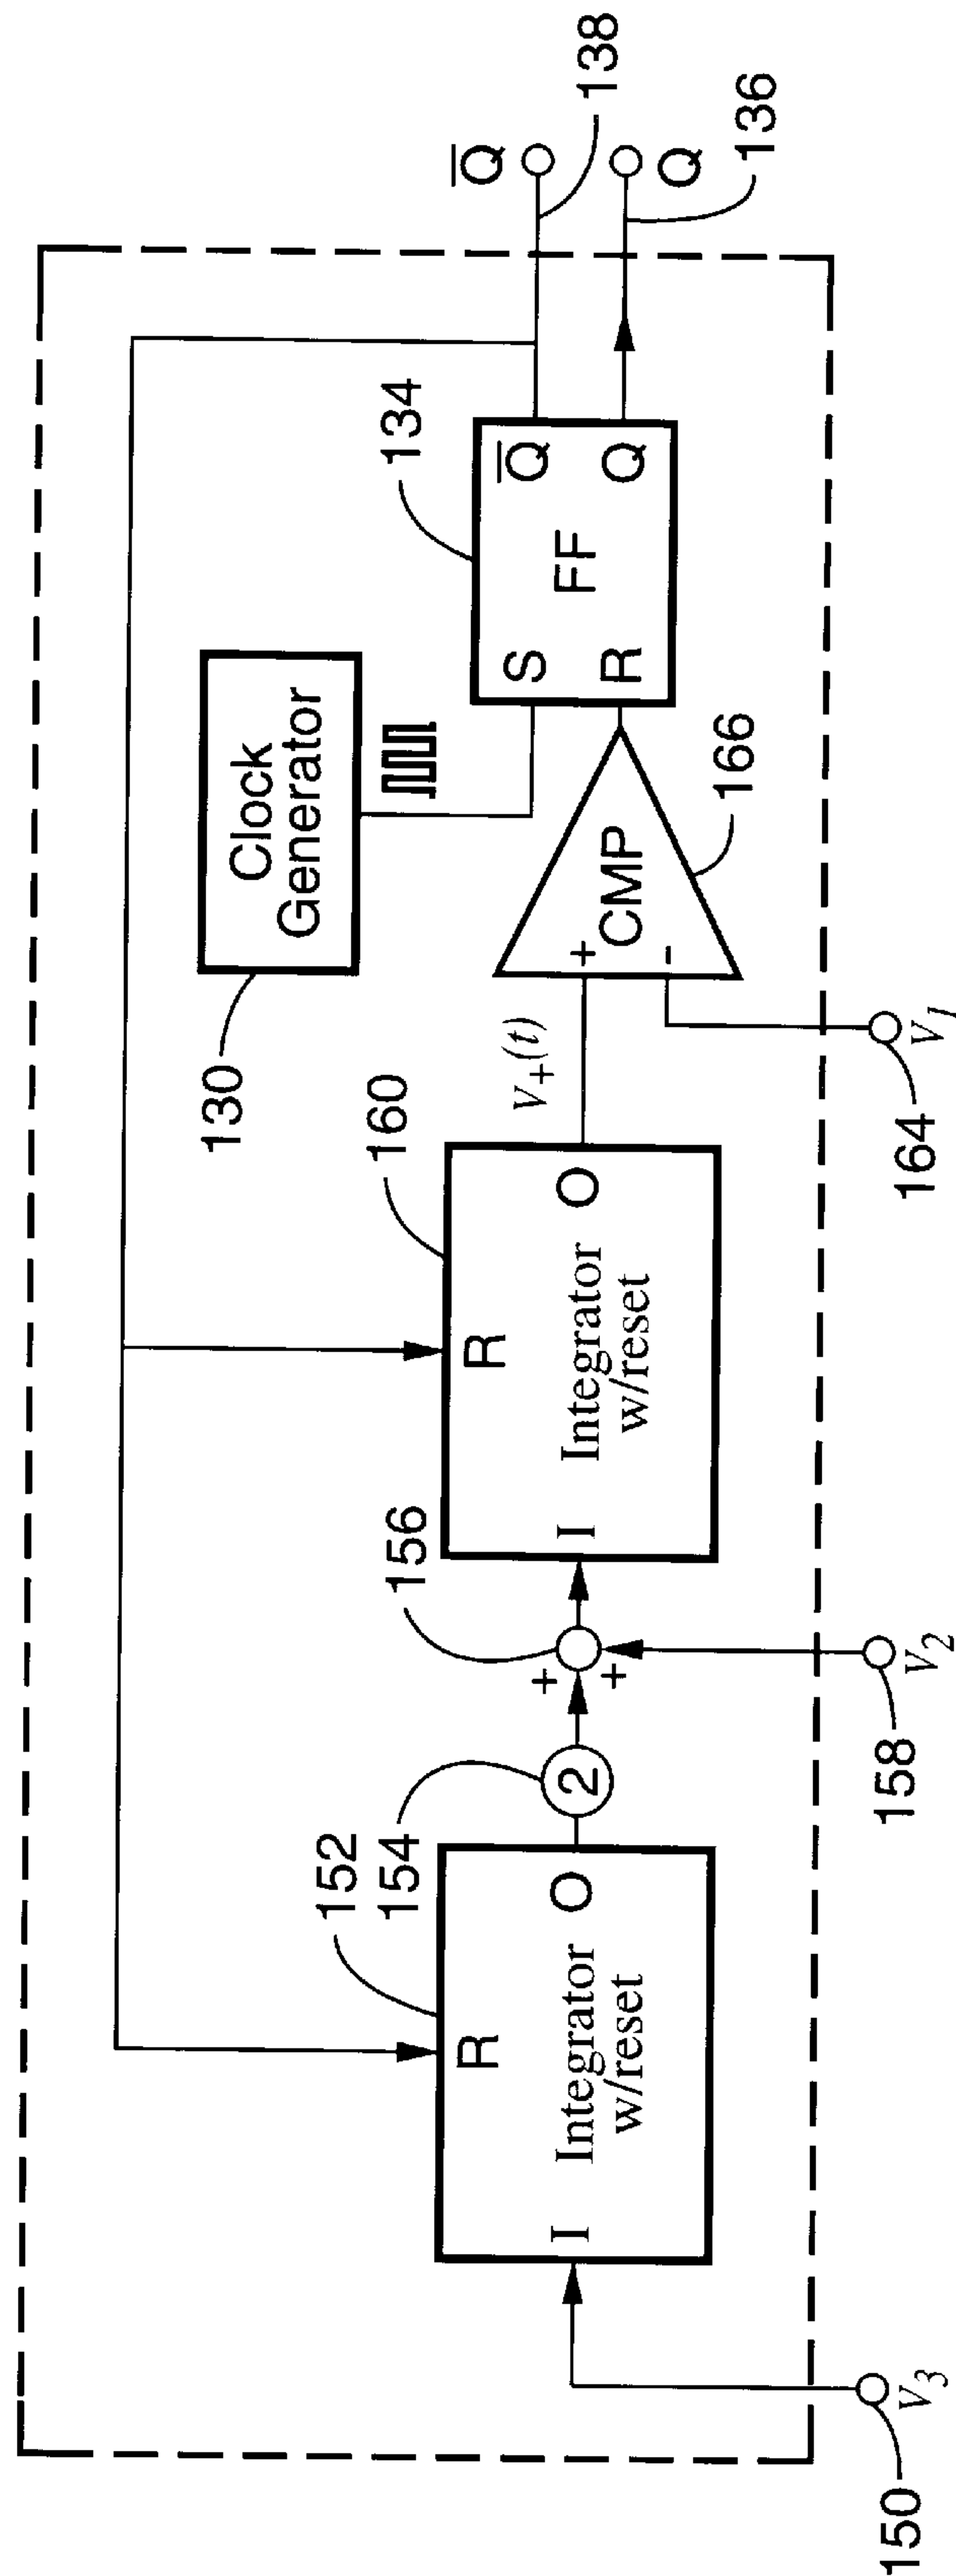 Q̅
138
136
Q
134
Q̅
Q
FF
S
R
Clock
Generator
130
CMP
+
-
166
V+(t)
V1
164
160
R
O
Integrator
w/reset
I
156
+
+
V2
158
2
154
152
R
O
Integrator
w/reset
I
V3
150